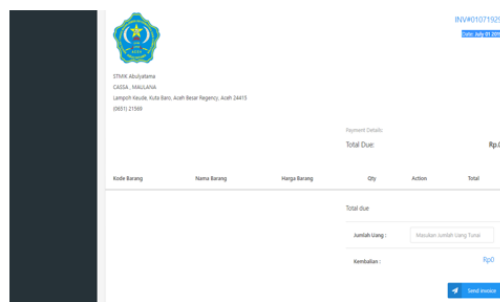 INV#01071929
Date: July 01 201
STMIK Abulyatama
CASSA , MAULANA
Lampoh Keude, Kuta Baro, Aceh Besar Regency, Aceh 24415
(0651) 21569
Payment Details
Total Due: Rp.0
Kode Barang Nama Barang Harga Barang Qty Action Total
Total due
Jumlah Uang : Masukan Jumlah Uang Tunai
Kembalian : Rp0
Send Invoice